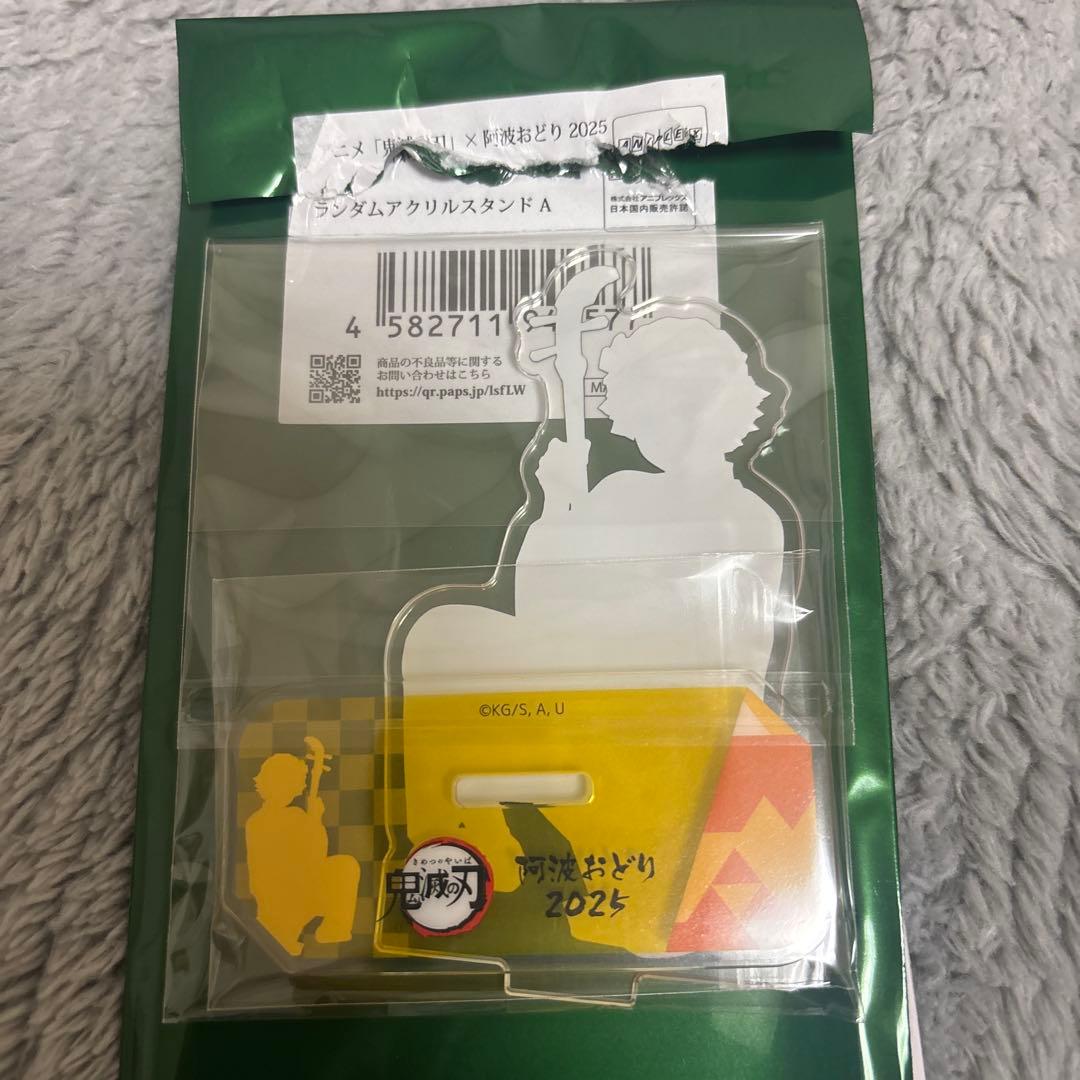 ニメ「鬼滅の刃」×阿波おどり 2025
ANIPLEX
ランダムアクリルスタンド A
株式会社アニプレックス
日本国内販売許諾
4 582711
商品の不良品等に関する
お問い合わせはこちら
https://qr.paps.jp/lsfLW
©KG/S, A, U
きめつのやいば
鬼滅の刃
阿波おどり
2025